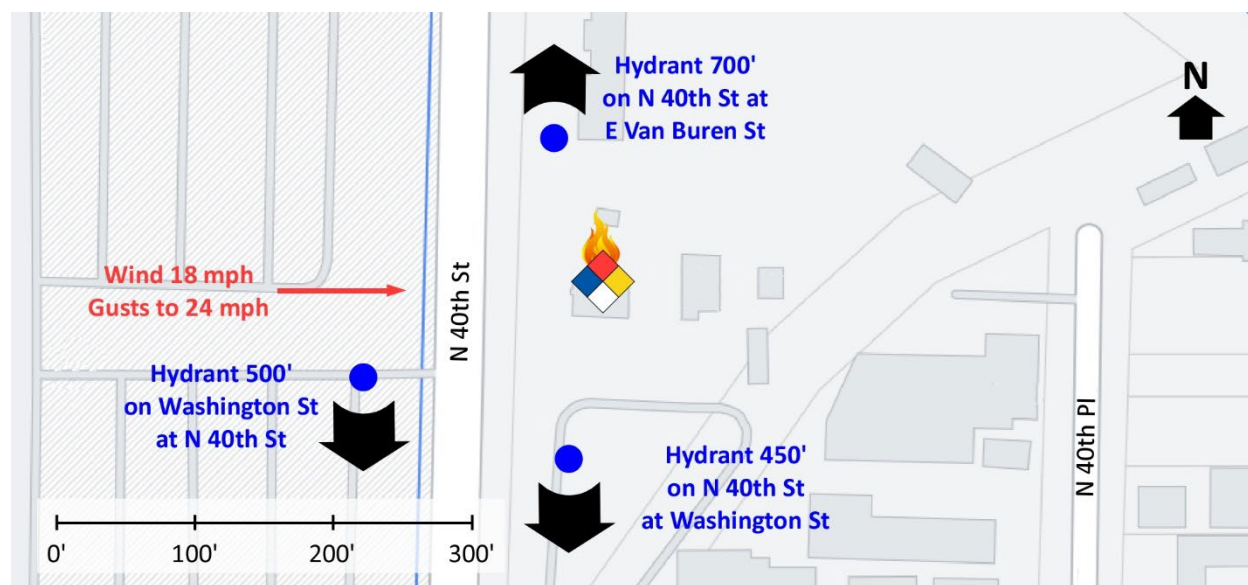 Hydrant 700'
on N 40th St at
E Van Buren St
N
Wind 18 mph
Gusts to 24 mph
N 40th St
Hydrant 500'
on Washington St
at N 40th St
Hydrant 450'
on N 40th St
at Washington St
N 40th Pl
0'
100'
200'
300'